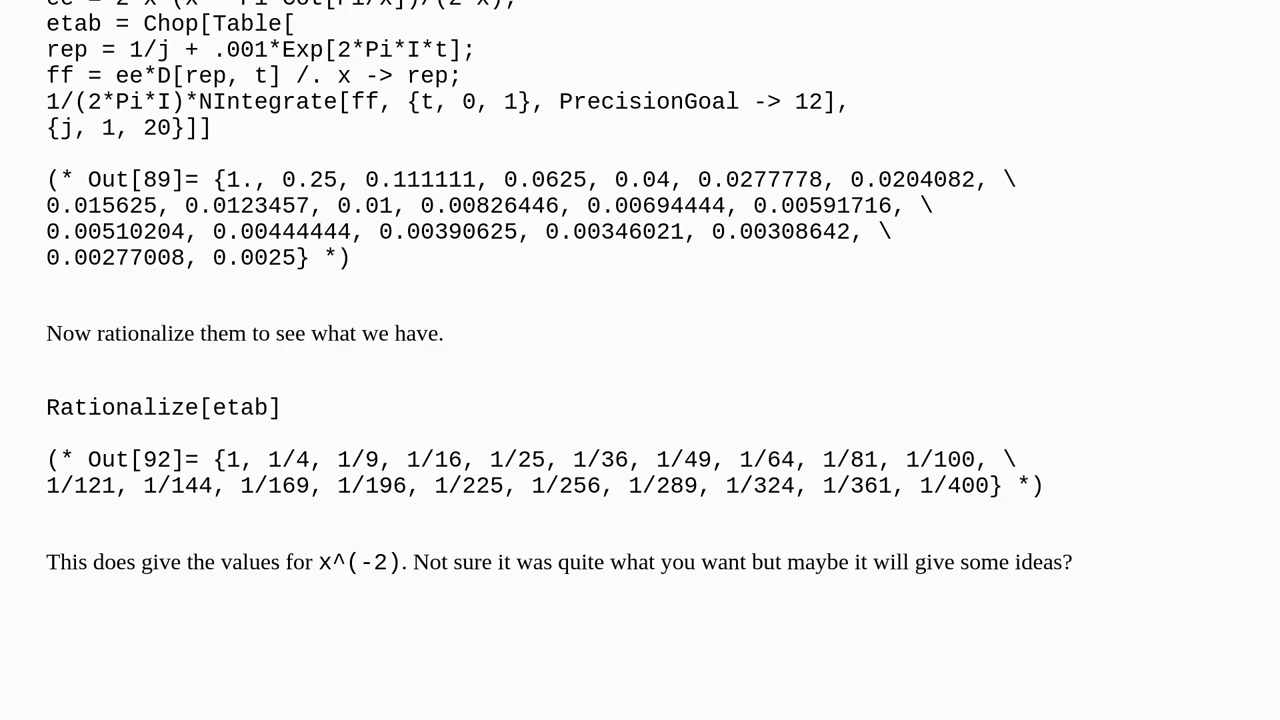 ee = 2*x*(x - Pi*Cot[Pi/x])/(2*x);
etab = Chop[Table[
rep = 1/j + .001*Exp[2*Pi*I*t];
ff = ee*D[rep, t] /. x -> rep;
1/(2*Pi*I)*NIntegrate[ff, {t, 0, 1}, PrecisionGoal -> 12],
{j, 1, 20}]]
(* Out[89]= {1., 0.25, 0.111111, 0.0625, 0.04, 0.0277778, 0.0204082, \
0.015625, 0.0123457, 0.01, 0.00826446, 0.00694444, 0.00591716, \
0.00510204, 0.00444444, 0.00390625, 0.00346021, 0.00308642, \
0.00277008, 0.0025} *)
Now rationalize them to see what we have.
Rationalize[etab]
(* Out[92]= {1, 1/4, 1/9, 1/16, 1/25, 1/36, 1/49, 1/64, 1/81, 1/100, \
1/121, 1/144, 1/169, 1/196, 1/225, 1/256, 1/289, 1/324, 1/361, 1/400} *)
This does give the values for x^(-2). Not sure it was quite what you want but maybe it will give some ideas?